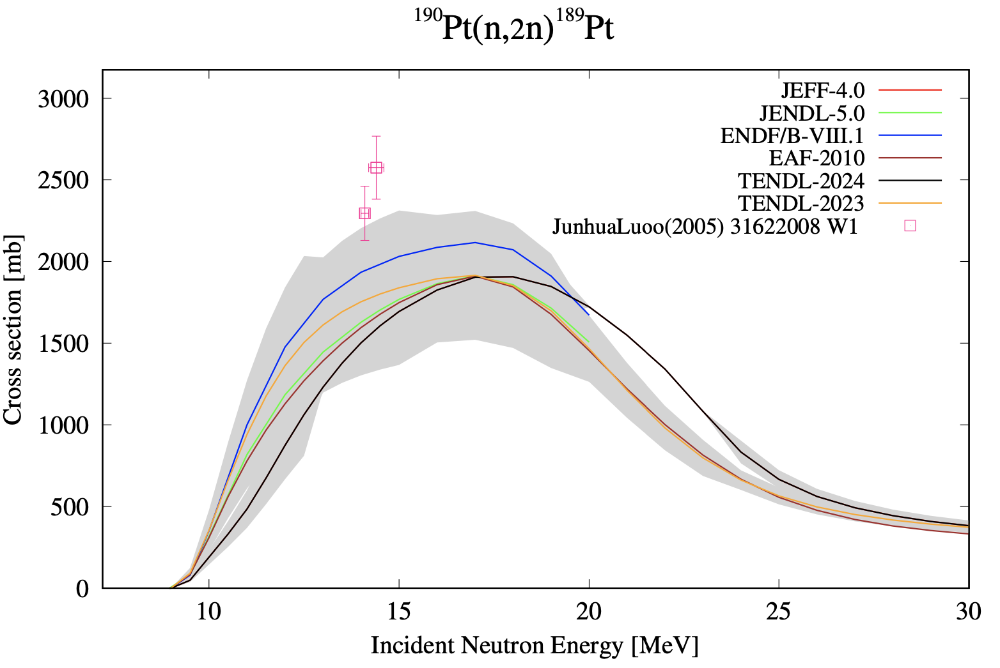 190Pt(n,2n)189Pt
JEFF-4.0
JENDL-5.0
ENDF/B-VIII.1
EAF-2010
TENDL-2024
TENDL-2023
JunhuaLuoo(2005) 31622008 W1
Cross section [mb]
3000
2500
2000
1500
1000
500
0
10 15 20 25 30
Incident Neutron Energy [MeV]